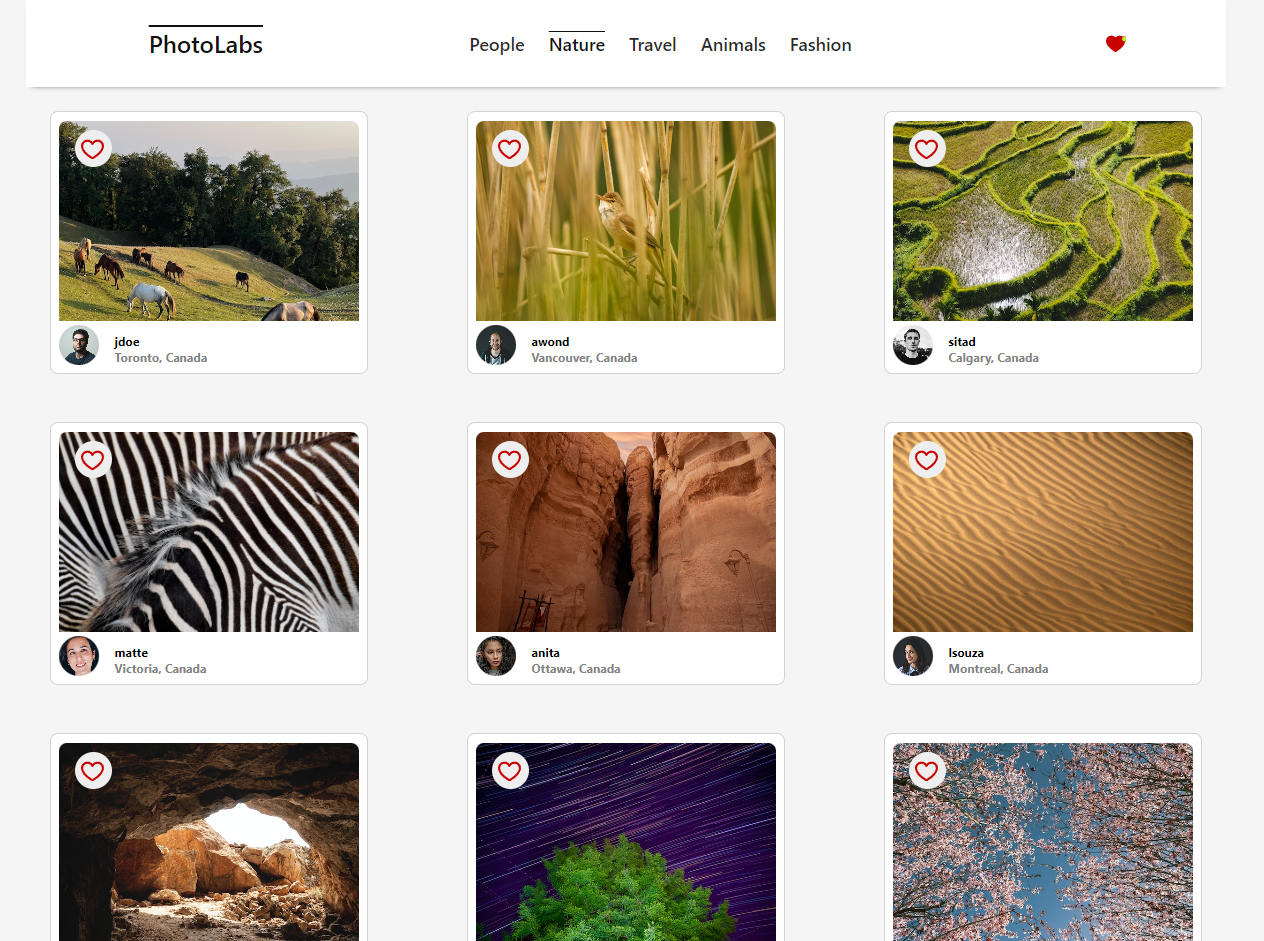 PhotoLabs
People Nature Travel Animals Fashion
jdoe
Toronto, Canada
awond
Vancouver, Canada
sitad
Calgary, Canada
matte
Victoria, Canada
anita
Ottawa, Canada
lsouza
Montreal, Canada